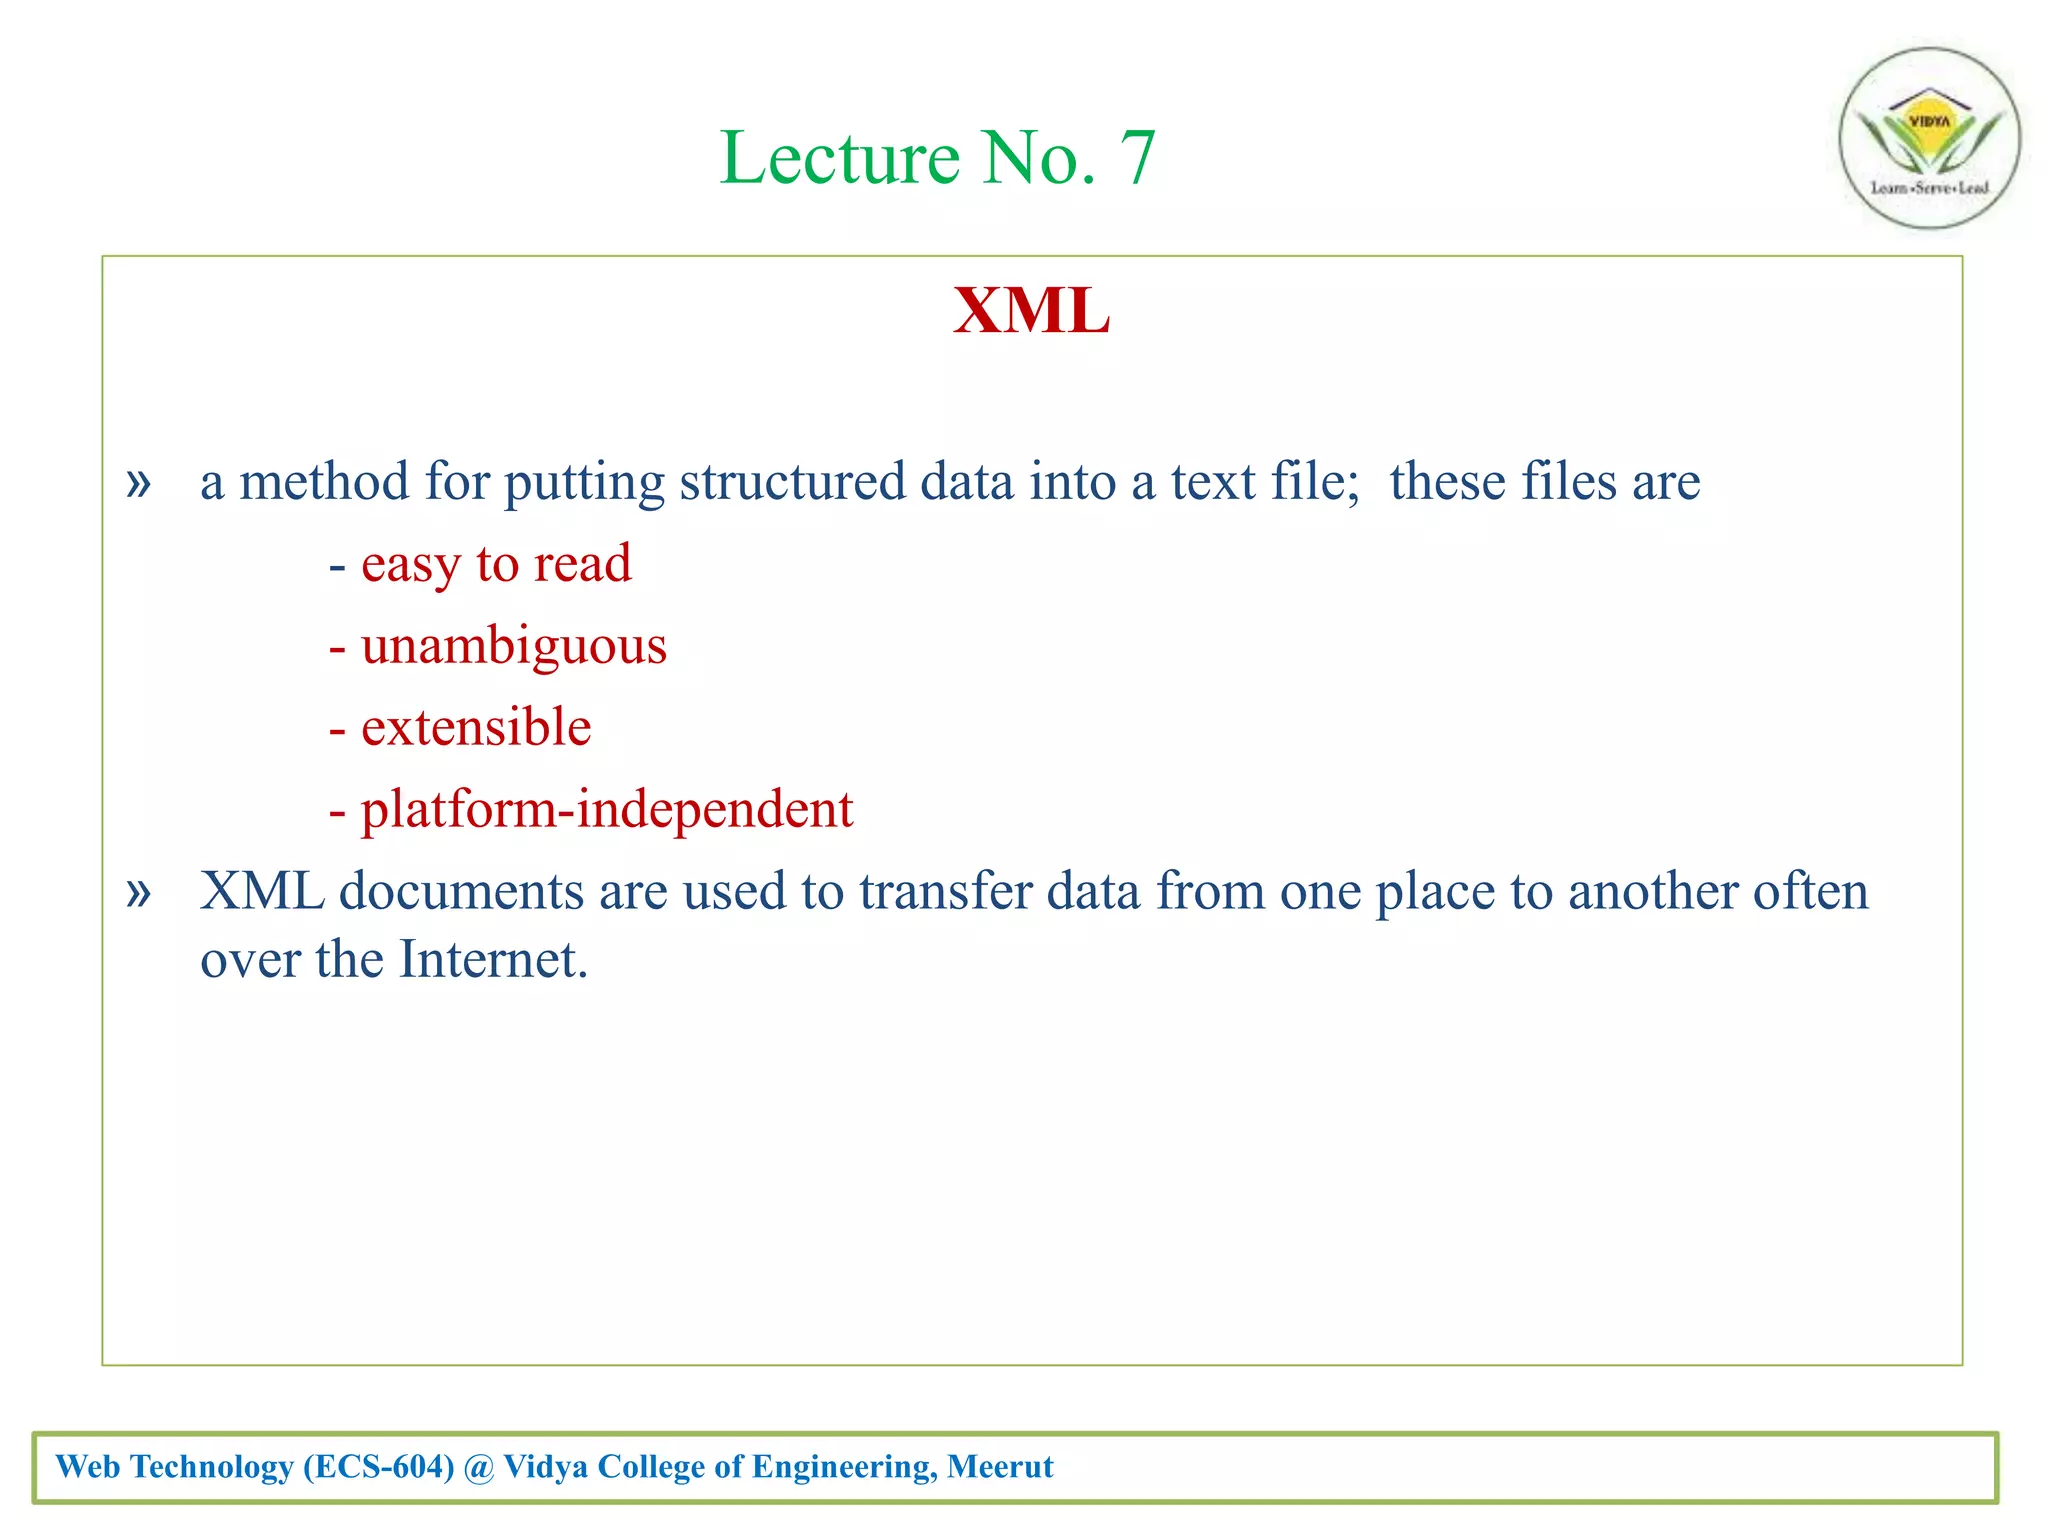 Lecture No. 7
VIDYA
Learn•Serve•Lead
XML
» a method for putting structured data into a text file;  these files are
- easy to read
- unambiguous
- extensible
- platform-independent
» XML documents are used to transfer data from one place to another often
over the Internet.
Web Technology (ECS-604) @ Vidya College of Engineering, Meerut